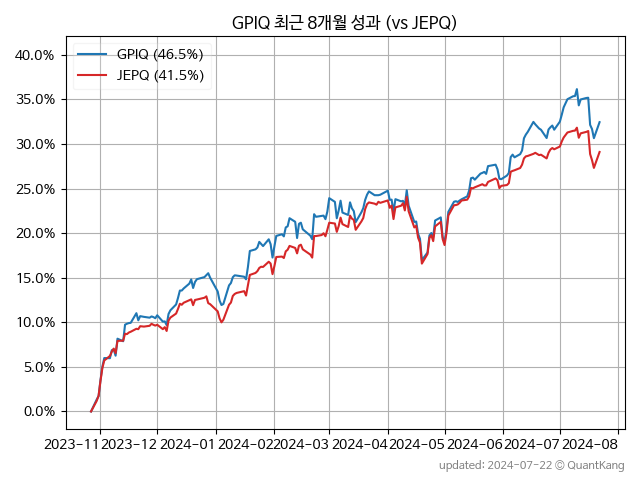 GPIQ 최근 8개월 성과 (vs JEPQ)
GPIQ (46.5%)
JEPQ (41.5%)
40.0%
35.0%
30.0%
25.0%
20.0%
15.0%
10.0%
5.0%
0.0%
2023-11 2023-12 2024-01 2024-02 2024-03 2024-04 2024-05 2024-06 2024-07 2024-08
updated: 2024-07-22 © QuantKang